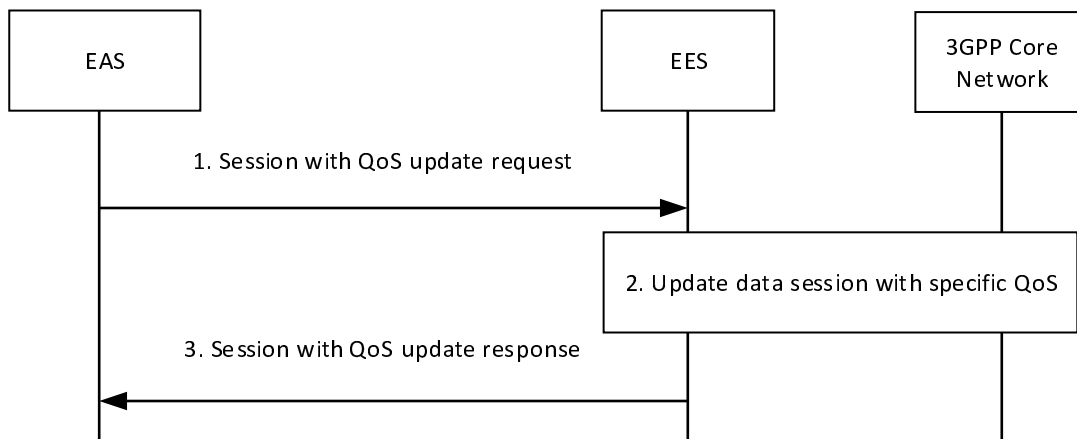 EAS
EES
3GPP Core
Network
1. Session with QoS update request
2. Update data session with specific QoS
3. Session with QoS update response